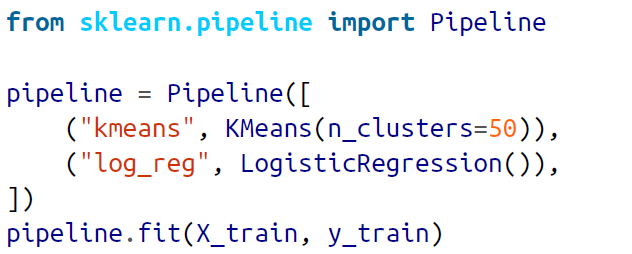 from sklearn.pipeline import Pipeline

pipeline = Pipeline([
    ("kmeans", KMeans(n_clusters=50)),
    ("log_reg", LogisticRegression()),
])
pipeline.fit(X_train, y_train)